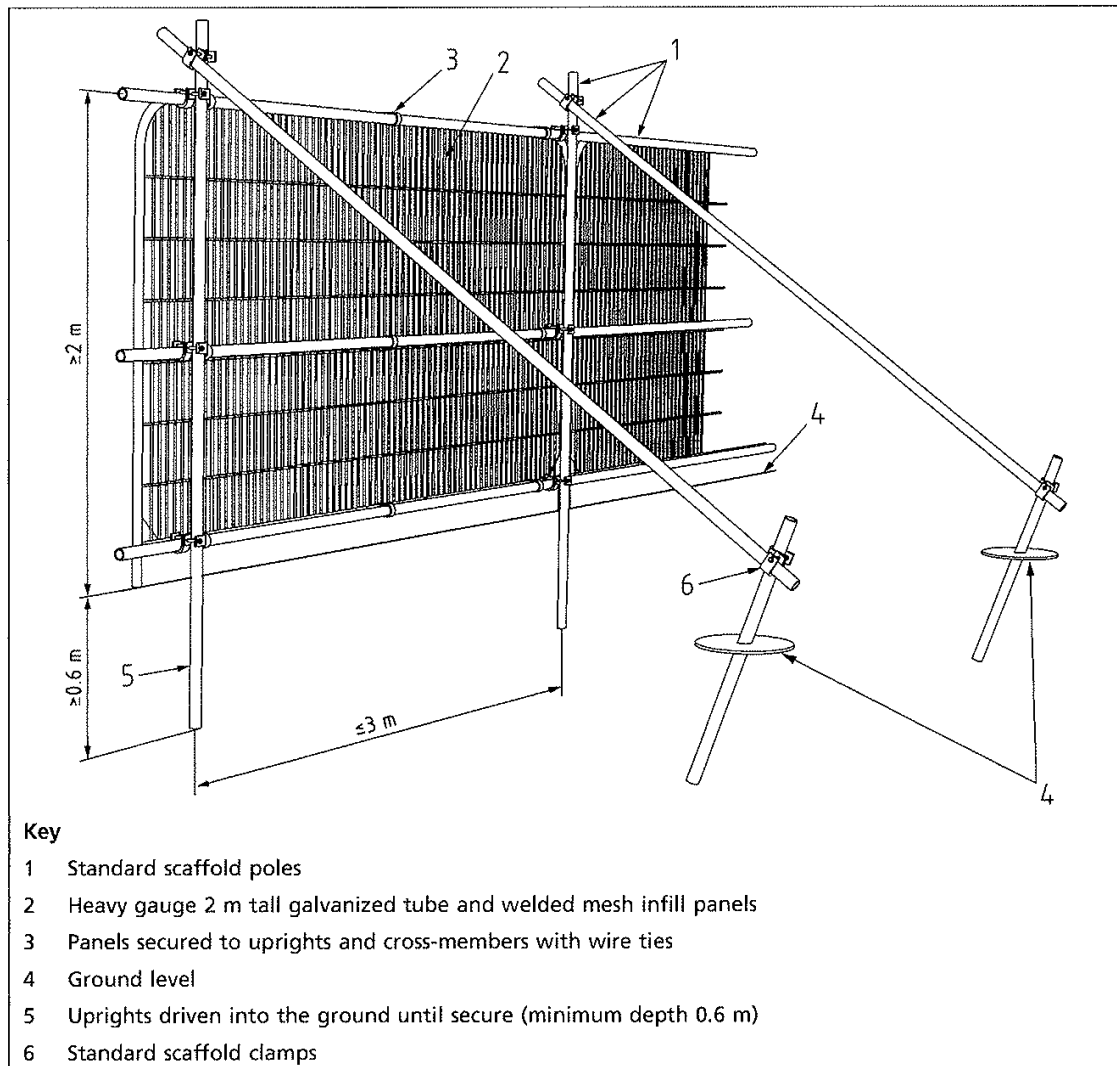 1
3
2
≥2 m
4
6
5
≥0.6 m
≤3 m
4
Key
1 Standard scaffold poles
2 Heavy gauge 2 m tall galvanized tube and welded mesh infill panels
3 Panels secured to uprights and cross-members with wire ties
4 Ground level
5 Uprights driven into the ground until secure (minimum depth 0.6 m)
6 Standard scaffold clamps